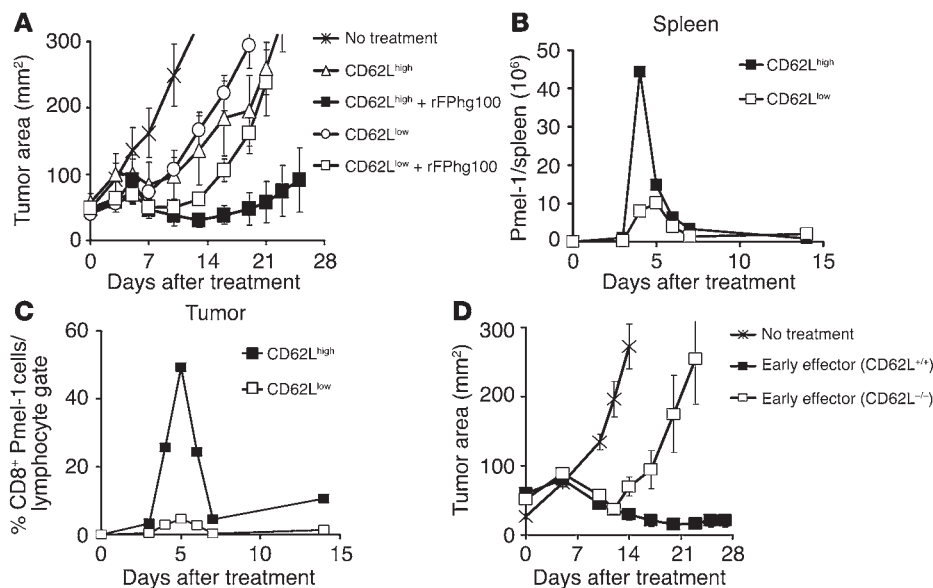 A
Tumor area (mm²)
300
200
100
0
0 7 14 21 28
Days after treatment
No treatment
CD62Lhigh
CD62Lhigh + rFPhg100
CD62Llow
CD62Llow + rFPhg100
B
Spleen
Pmel-1/spleen (10⁶)
50
40
30
20
10
0
0 5 10 15
Days after treatment
CD62Lhigh
CD62Llow
C
Tumor
% CD8⁺ Pmel-1 cells/
lymphocyte gate
60
40
20
0
0 5 10 15
Days after treatment
CD62Lhigh
CD62Llow
D
Tumor area (mm²)
300
200
100
0
0 7 14 21 28
Days after treatment
No treatment
Early effector (CD62L⁺/⁺)
Early effector (CD62L⁻/⁻)